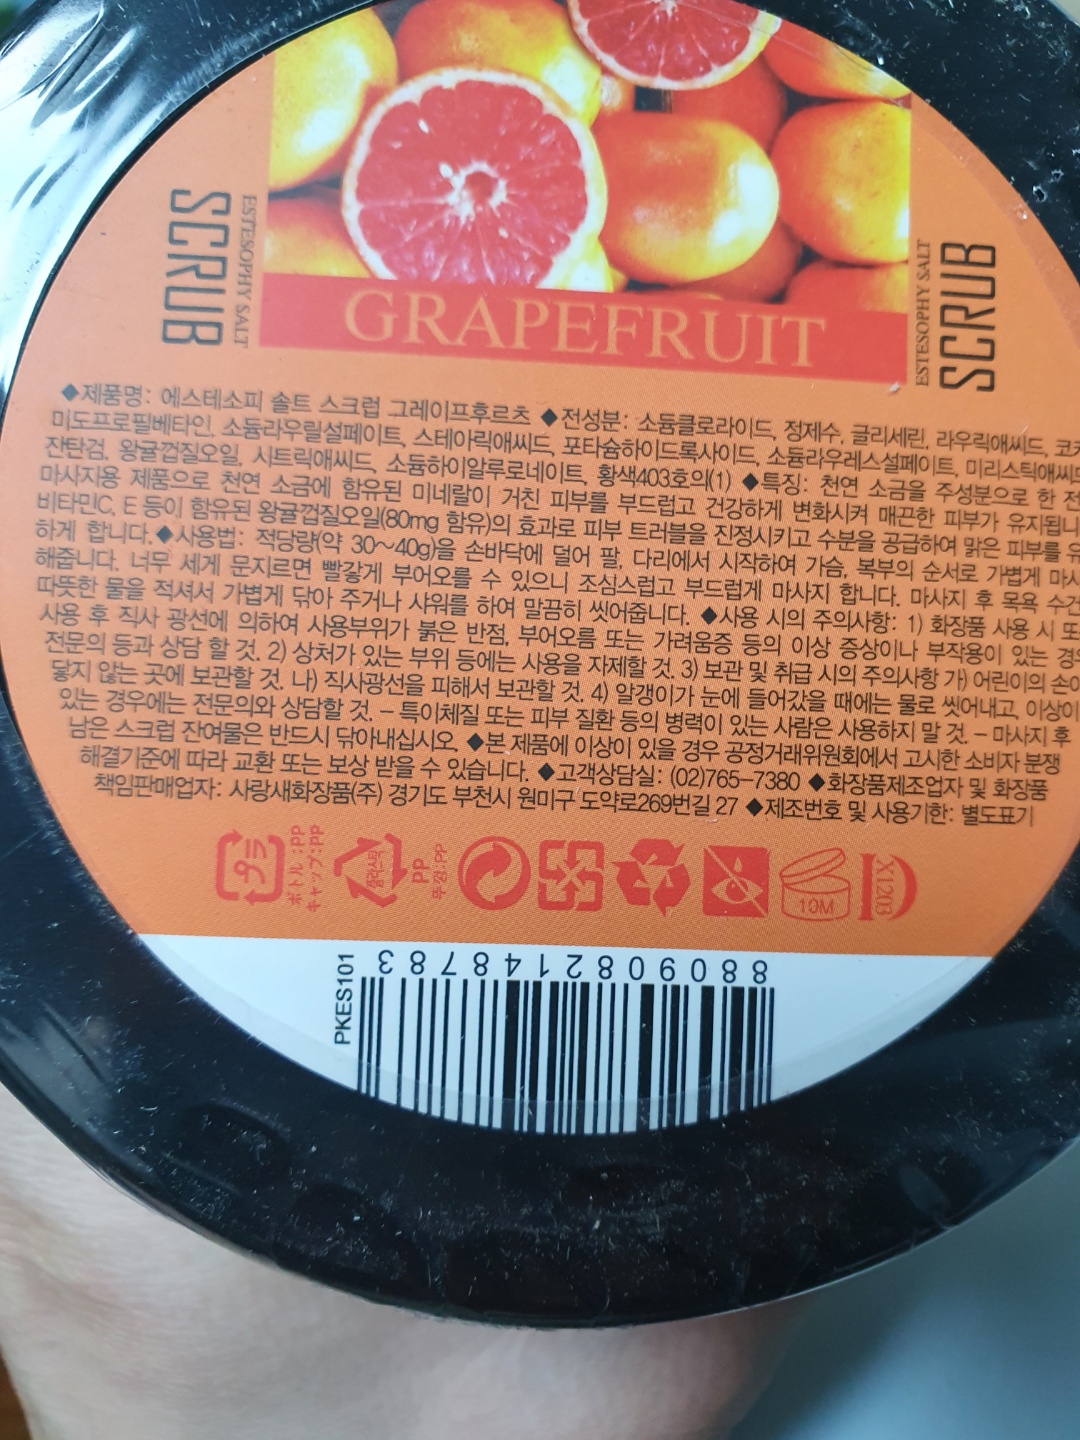 ESTESOPHY SALT
SCRUB
GRAPEFRUIT
ESTESOPHY SALT
SCRUB
◆제품명: 에스테소피 솔트 스크럽 그레이프후르츠 ◆전성분: 소듐클로라이드, 정제수, 글리세린, 라우릭애씨드, 코카
미도프로필베타인, 소듐라우릴설페이트, 스테아릭애씨드, 포타슘하이드록사이드, 소듐라우레스설페이트, 미리스틱애씨드
잔탄검, 왕귤껍질오일, 시트릭애씨드, 소듐하이알루로네이트, 황색403호의(1) ◆특징: 천연 소금을 주성분으로 한 전
마사지용 제품으로 천연 소금에 함유된 미네랄이 거친 피부를 부드럽고 건강하게 변화시켜 매끈한 피부가 유지됩니
비타민C, E 등이 함유된 왕귤껍질오일(80mg 함유)의 효과로 피부 트러블을 진정시키고 수분을 공급하여 맑은 피부를 유
하게 합니다.◆사용법: 적당량(약 30~40g)을 손바닥에 덜어 팔, 다리에서 시작하여 가슴, 복부의 순서로 가볍게 마사
해줍니다. 너무 세게 문지르면 빨갛게 부어오를 수 있으니 조심스럽고 부드럽게 마사지 합니다. 마사지 후 목욕 수건
따뜻한 물을 적셔서 가볍게 닦아 주거나 샤워를 하여 말끔히 씻어줍니다. ◆사용 시의 주의사항: 1) 화장품 사용 시 또
사용 후 직사 광선에 의하여 사용부위가 붉은 반점, 부어오름 또는 가려움증 등의 이상 증상이나 부작용이 있는 경우
전문의 등과 상담 할 것. 2) 상처가 있는 부위 등에는 사용을 자제할 것. 3) 보관 및 취급 시의 주의사항 가) 어린이의 손이
닿지 않는 곳에 보관할 것. 나) 직사광선을 피해서 보관할 것. 4) 알갱이가 눈에 들어갔을 때에는 물로 씻어내고, 이상이
있는 경우에는 전문의와 상담할 것. – 특이체질 또는 피부 질환 등의 병력이 있는 사람은 사용하지 말 것. – 마사지 후
남은 스크럽 잔여물은 반드시 닦아내십시오. ◆본 제품에 이상이 있을 경우 공정거래위원회에서 고시한 소비자 분쟁
해결기준에 따라 교환 또는 보상 받을 수 있습니다. ◆고객상담실: (02)765–7380 ◆화장품제조업자 및 화장품
책임판매업자: 사랑새화장품(주) 경기도 부천시 원미구 도약로269번길 27 ◆제조번호 및 사용기한: 별도표기
プラ
ボトル:PP
キャップ:PP
플라스틱
PP
뚜껑:PP
10M
X1203
PKES101
8809082148783